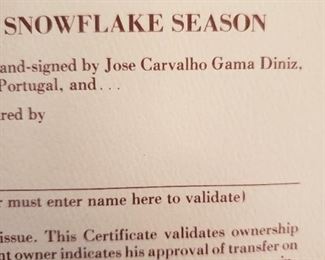 SNOWFLAKE SEASON
and-signed by Jose Carvalho Gama Diniz,
Portugal, and...
red by
r must enter name here to validate)
issue. This Certificate validates ownership
nt owner indicates his approval of transfer on